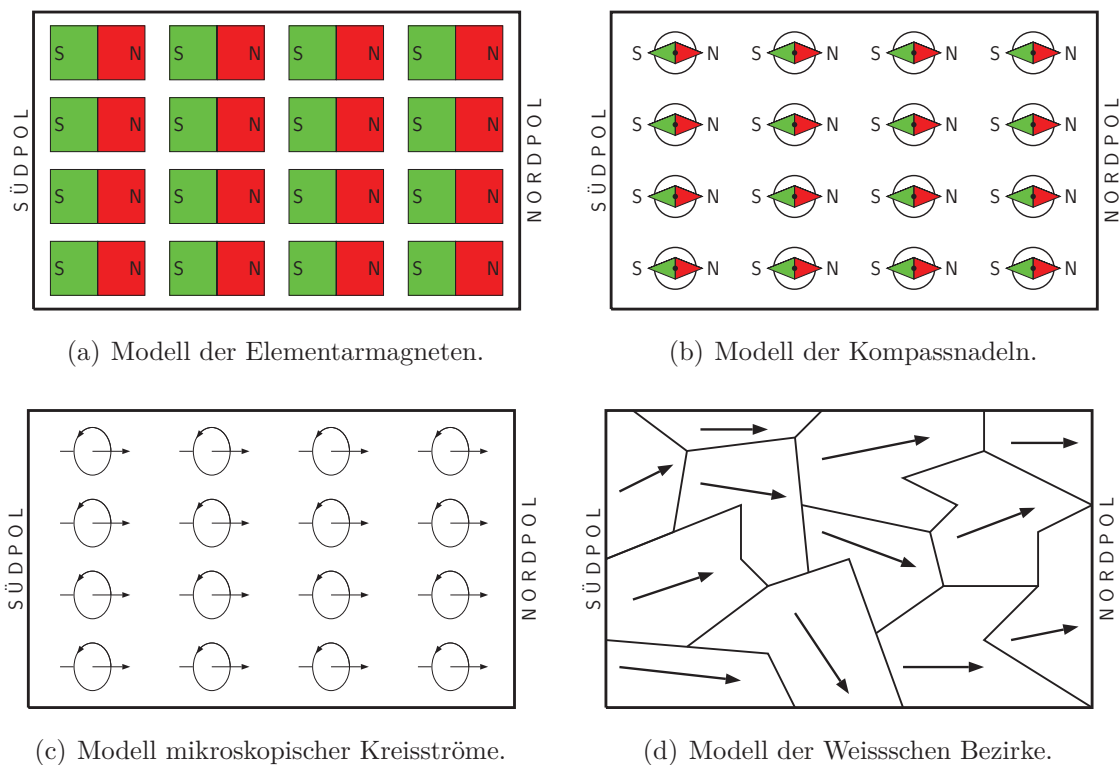 S N S N S N S N
S N S N S N S N
S N S N S N S N
S N S N S N S N
SÜDPOL
NORDPOL
(a) Modell der Elementarmagneten.
S N S N S N S N
S N S N S N S N
S N S N S N S N
S N S N S N S N
SÜDPOL
NORDPOL
(b) Modell der Kompassnadeln.
SÜDPOL
NORDPOL
(c) Modell mikroskopischer Kreisströme.
SÜDPOL
NORDPOL
(d) Modell der Weissschen Bezirke.